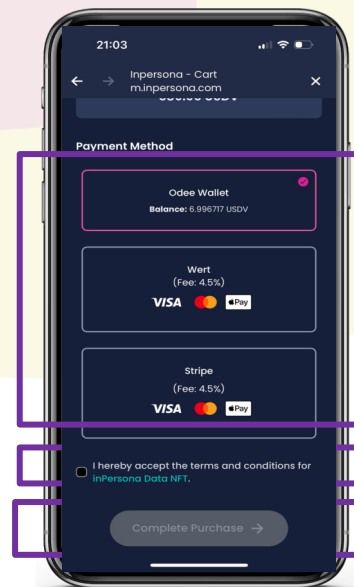 21:03
Inpersona - Cart
m.inpersona.com
Payment Method
Odee Wallet
Balance: 6.996717 USDV
Wert
(Fee: 4.5%)
VISA Pay
Stripe
(Fee: 4.5%)
VISA Pay
I hereby accept the terms and conditions for
inPersona Data NFT.
Complete Purchase →